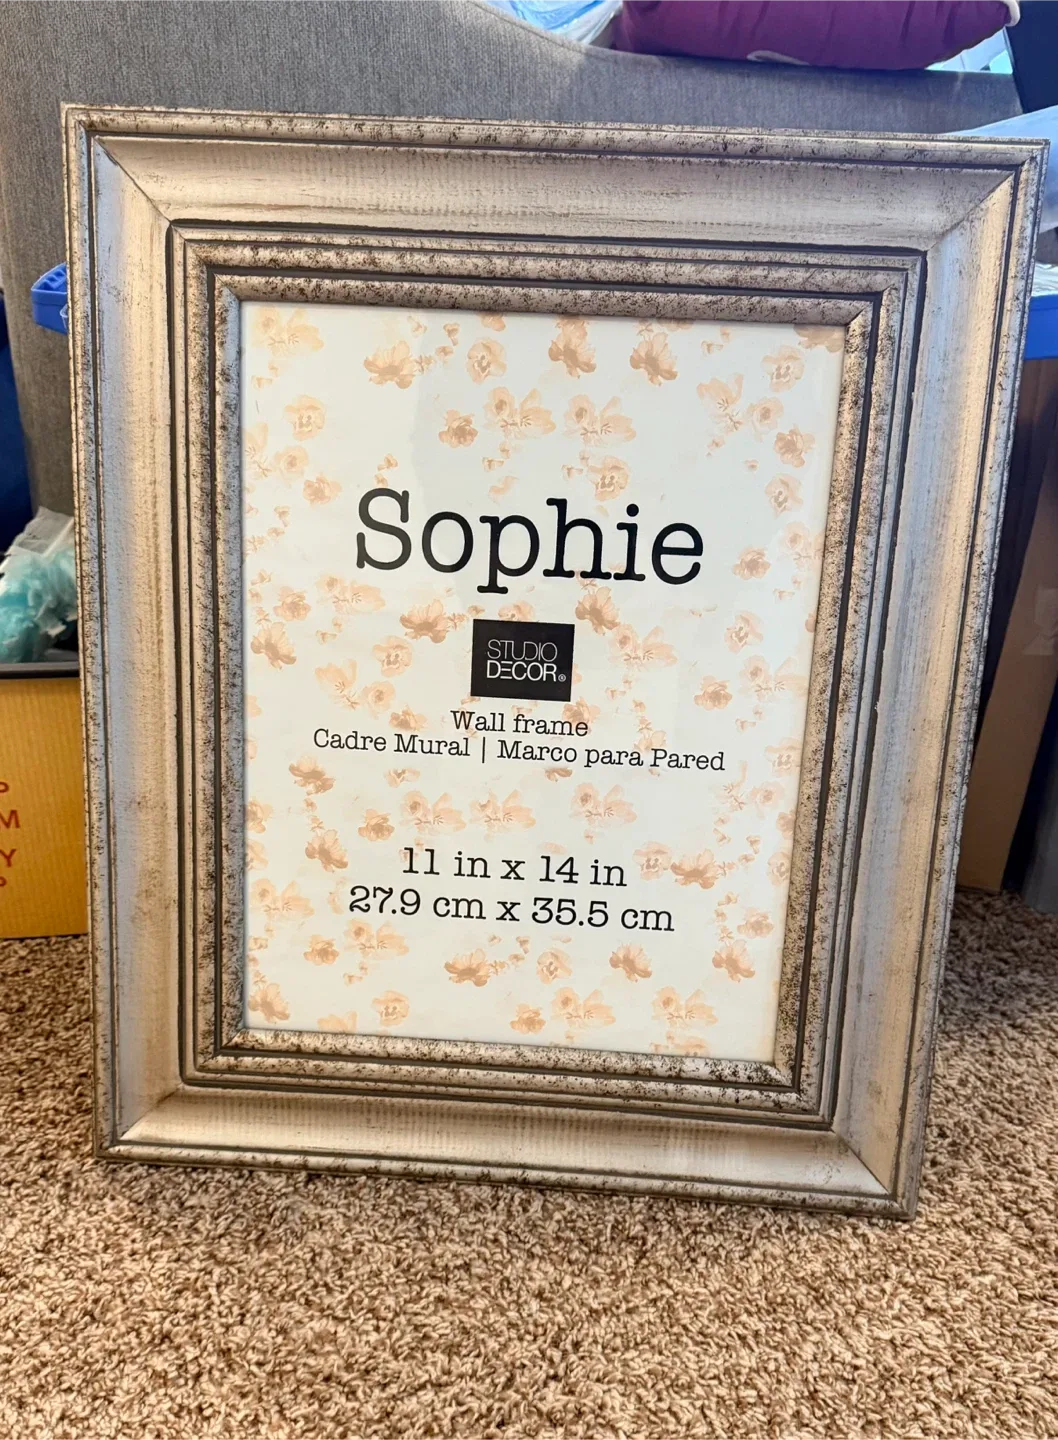 Sophie
STUDIO
DECOR®
Wall frame
Cadre Mural | Marco para Pared
11 in x 14 in
27.9 cm x 35.5 cm